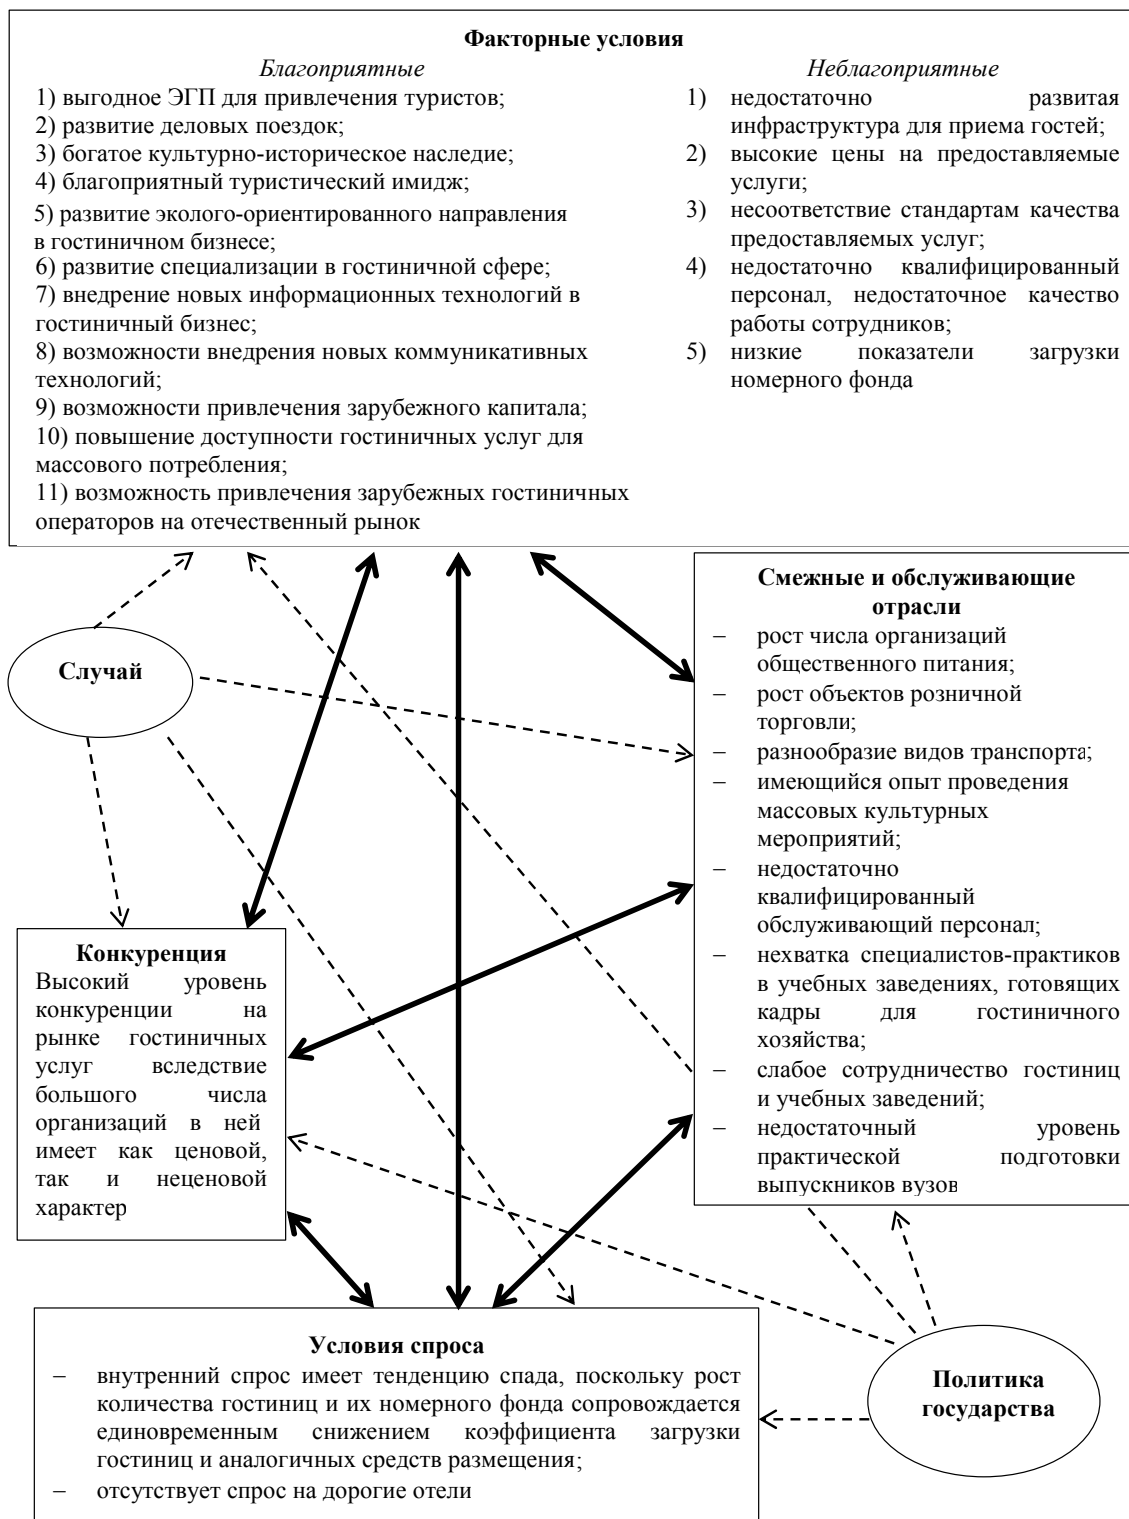 Факторные условия
Благоприятные
1) выгодное ЭГП для привлечения туристов;
2) развитие деловых поездок;
3) богатое культурно-историческое наследие;
4) благоприятный туристический имидж;
5) развитие эколого-ориентированного направления
в гостиничном бизнесе;
6) развитие специализации в гостиничной сфере;
7) внедрение новых информационных технологий в
гостиничный бизнес;
8) возможности внедрения новых коммуникативных
технологий;
9) возможности привлечения зарубежного капитала;
10) повышение доступности гостиничных услуг для
массового потребления;
11) возможность привлечения зарубежных гостиничных
операторов на отечественный рынок
Неблагоприятные
1) недостаточно развитая
инфраструктура для приема гостей;
2) высокие цены на предоставляемые
услуги;
3) несоответствие стандартам качества
предоставляемых услуг;
4) недостаточно квалифицированный
персонал, недостаточное качество
работы сотрудников;
5) низкие показатели загрузки
номерного фонда
Случай
Смежные и обслуживающие
отрасли
– рост числа организаций
общественного питания;
– рост объектов розничной
торговли;
– разнообразие видов транспорта;
– имеющийся опыт проведения
массовых культурных
мероприятий;
– недостаточно
квалифицированный
обслуживающий персонал;
– нехватка специалистов-практиков
в учебных заведениях, готовящих
кадры для гостиничного
хозяйства;
– слабое сотрудничество гостиниц
и учебных заведений;
– недостаточный уровень
практической подготовки
выпускников вузов
Конкуренция
Высокий уровень
конкуренции на
рынке гостиничных
услуг вследствие
большого числа
организаций в ней
имеет как ценовой,
так и неценовой
характер
Условия спроса
– внутренний спрос имеет тенденцию спада, поскольку рост
количества гостиниц и их номерного фонда сопровождается
единовременным снижением коэффициента загрузки
гостиниц и аналогичных средств размещения;
– отсутствует спрос на дорогие отели
Политика
государства